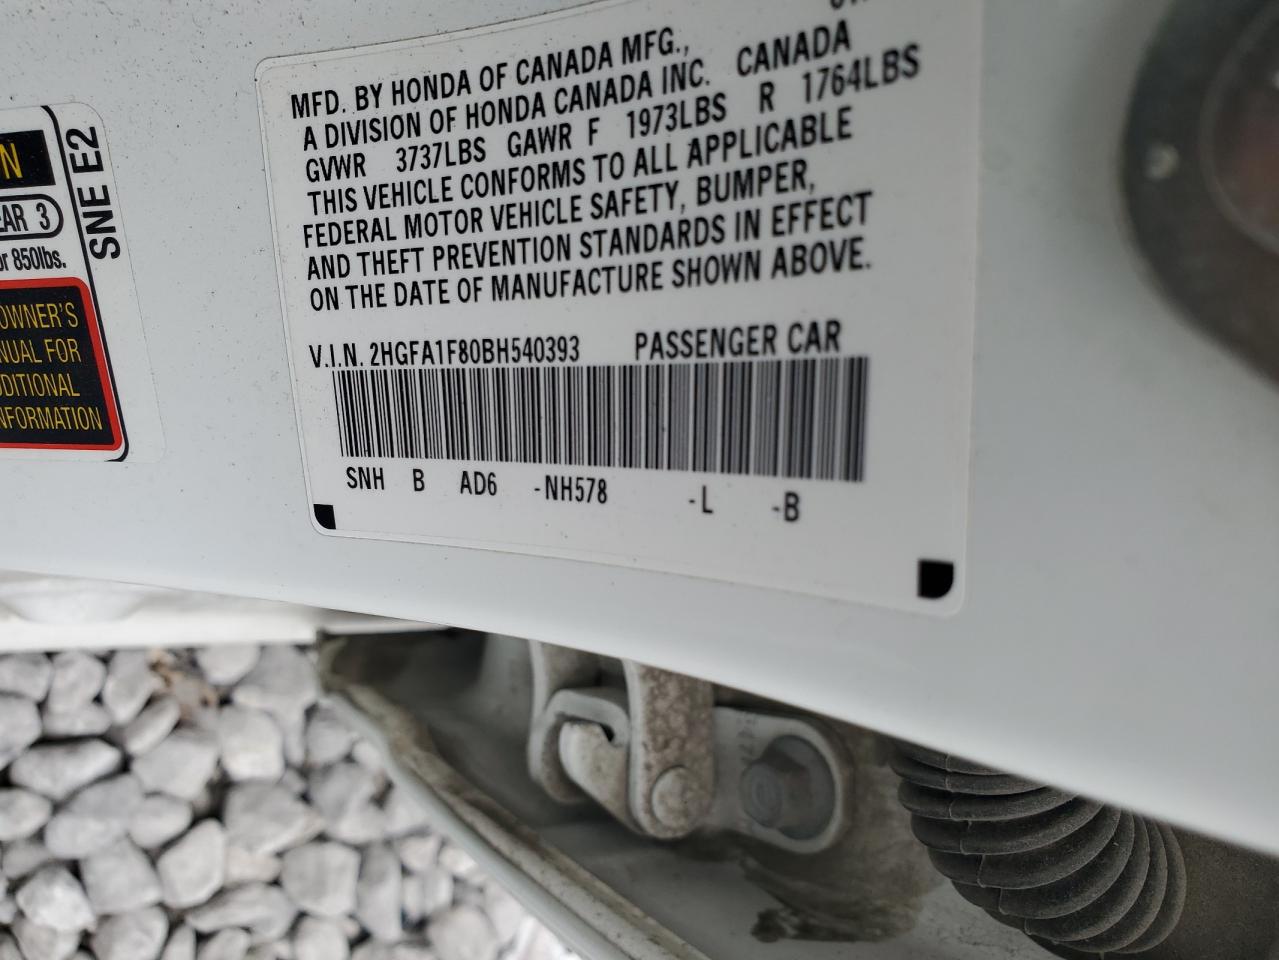 MFD. BY HONDA OF CANADA MFG.,
A DIVISION OF HONDA CANADA INC. CANADA
GVWR 3737LBS GAWR F 1973LBS R 1764LBS
THIS VEHICLE CONFORMS TO ALL APPLICABLE
FEDERAL MOTOR VEHICLE SAFETY, BUMPER,
AND THEFT PREVENTION STANDARDS IN EFFECT
ON THE DATE OF MANUFACTURE SHOWN ABOVE.
V.I.N. 2HGFA1F80BH540393 PASSENGER CAR
SNH B AD6 -NH578 -L -B
SNE E2
N
EAR 3
or 850lbs.
OWNER'S
NUAL FOR
DDITIONAL
NFORMATION